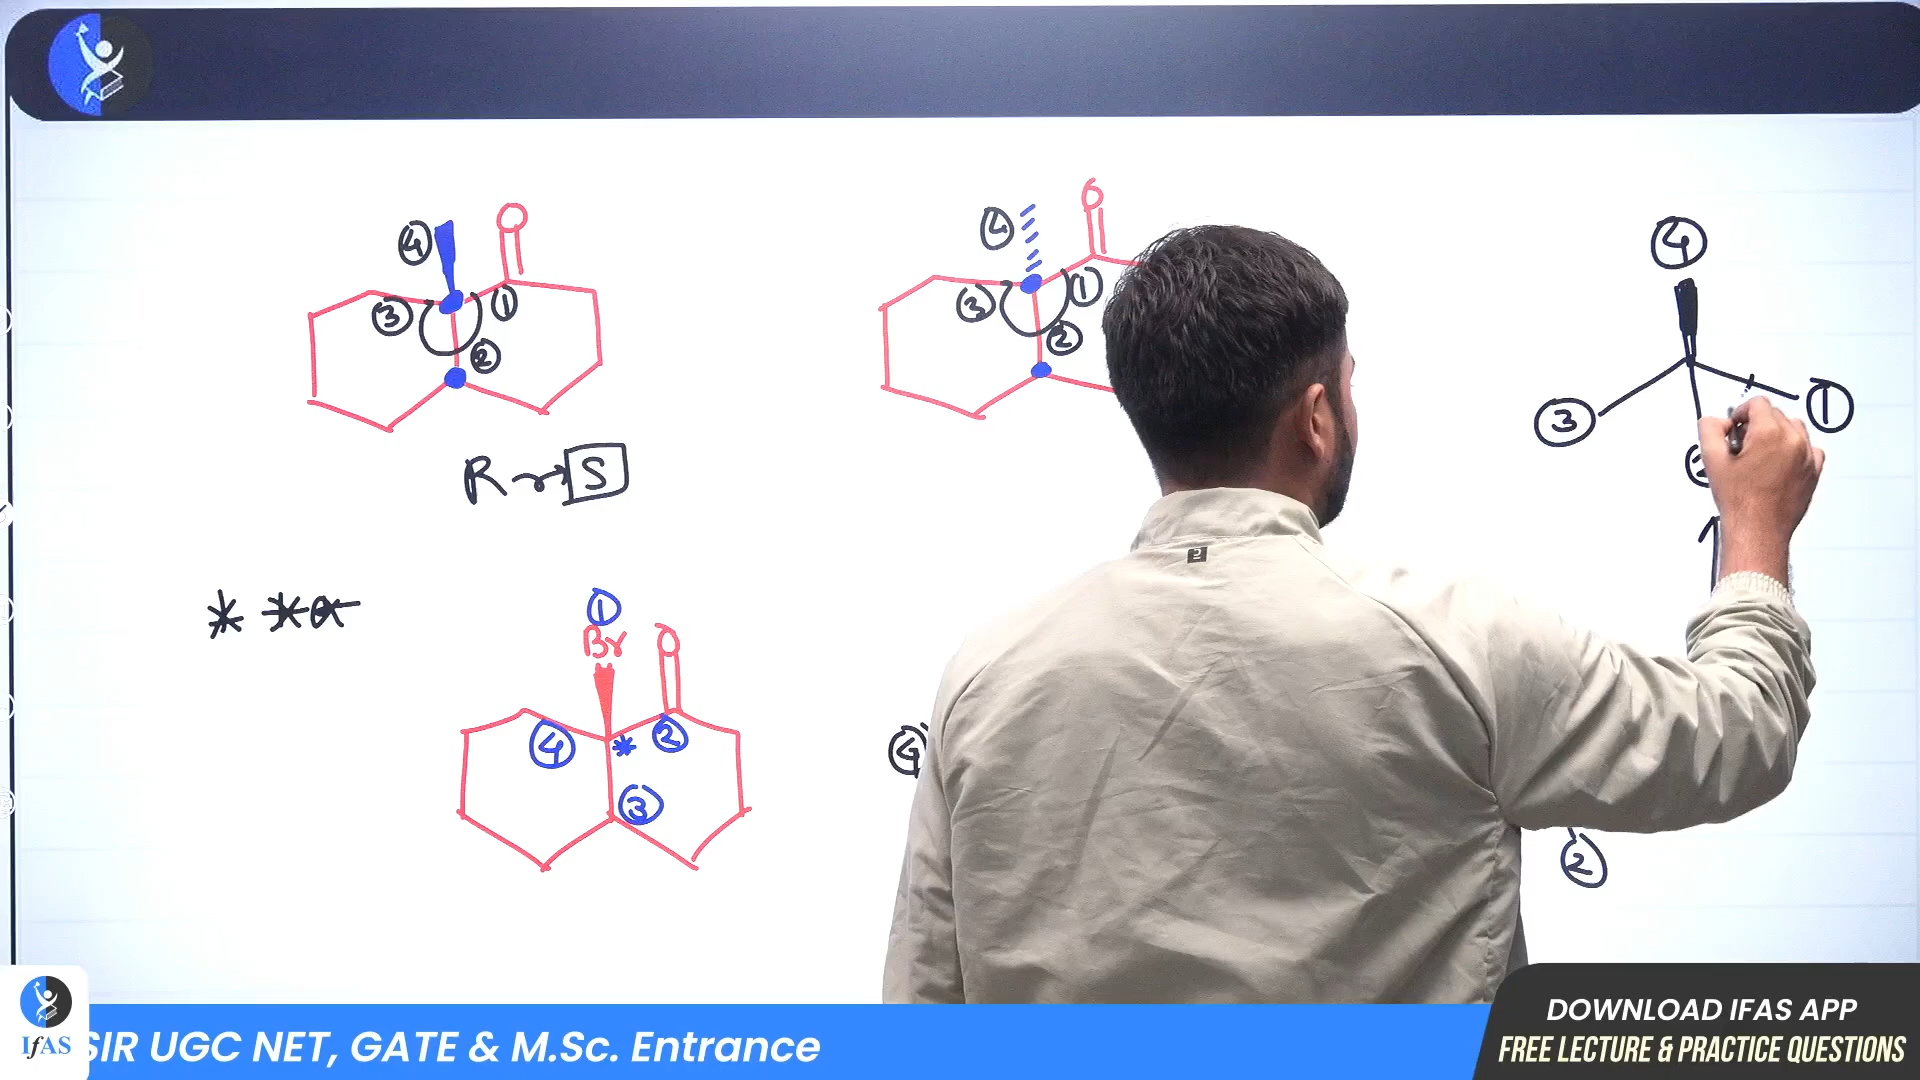 4
O
3
1
2
R → S
4
O
3
1
2
4
3
1
* **
1
Br
O
4
*
2
3
4
2
IfAS
SIR UGC NET, GATE & M.Sc. Entrance
DOWNLOAD IFAS APP
FREE LECTURE & PRACTICE QUESTIONS